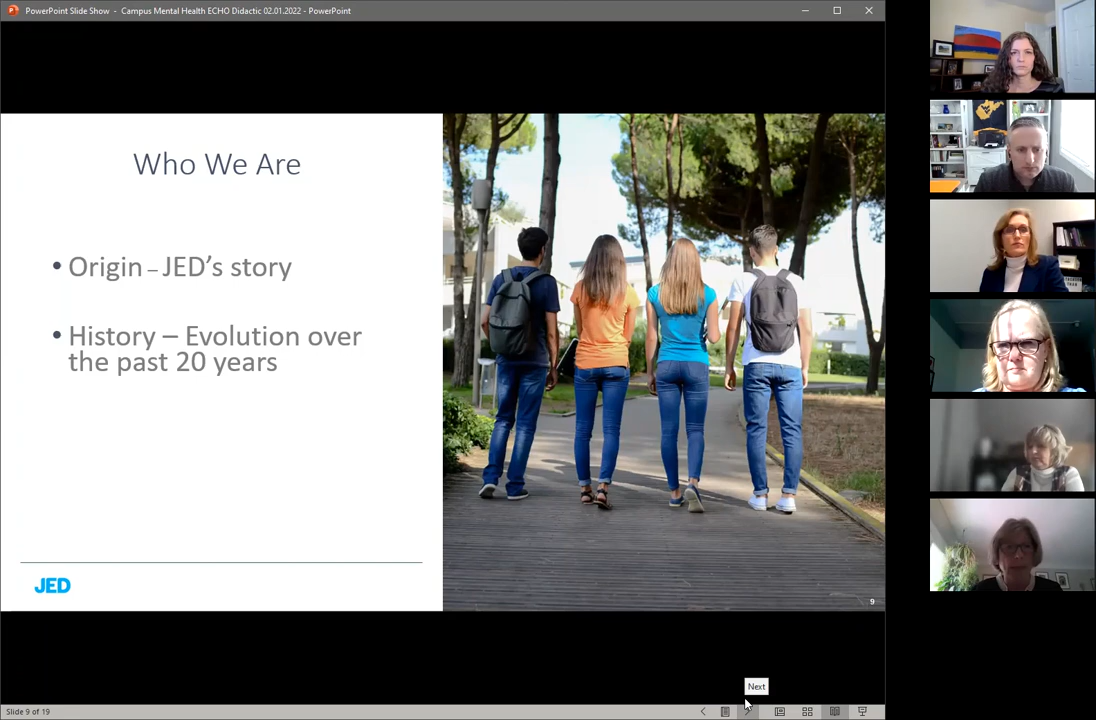 PowerPoint Slide Show - Campus Mental Health ECHO Didactic 02.01.2022 - PowerPoint
Who We Are
• Origin – JED’s story
• History – Evolution over
the past 20 years
JED
9
Next
Slide 9 of 19